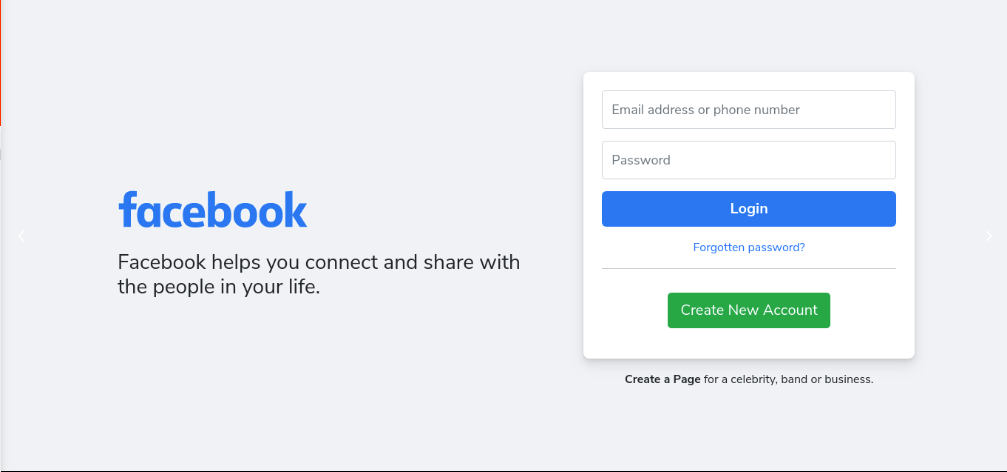 facebook
Facebook helps you connect and share with
the people in your life.
Email address or phone number
Password
Login
Forgotten password?
Create New Account
Create a Page for a celebrity, band or business.